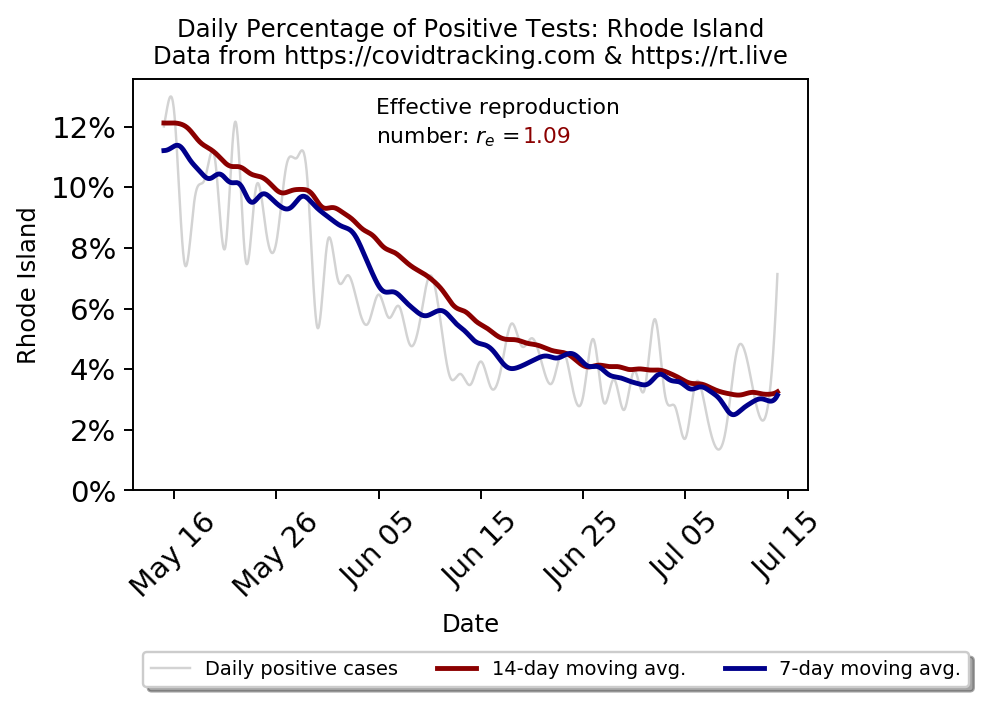 Daily Percentage of Positive Tests: Rhode Island
Data from https://covidtracking.com & https://rt.live
Effective reproduction
number: rₑ =1.09
12%
10%
8%
6%
4%
2%
0%
Rhode Island
May 16
May 26
Jun 05
Jun 15
Jun 25
Jul 05
Jul 15
Date
Daily positive cases
14-day moving avg.
7-day moving avg.